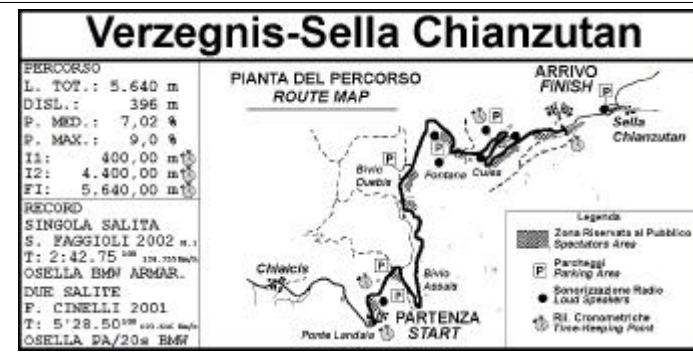 Verzegnis-Sella Chianzutan
PERCORSO
L. TOT.: 5.640 m
DISL.: 396 m
P. MED.: 7,02 %
P. MAX.: 9,0 %
I1: 400,00 m
I2: 4.400,00 m
FI: 5.640,00 m
RECORD
SINGOLA SALITA
S. FAGGIOLI 2002
T: 2:42.75
OSELLA BMW ARMAR.
DUE SALITE
F. CINELLI 2001
T: 5'28.50
OSELLA PA/20s BMW
PIANTA DEL PERCORSO
ROUTE MAP
ARRIVO
FINISH
P
Sella
Chianzutan
P
P
P
Bivio
Duebis
Fontana
Cuies
Chiaicis
P
P
Bivio
Assais
PARTENZA
START
Ponte Landaia
Legenda
Zona Riservata al Pubblico
Spectators Area
P
Parcheggi
Parking Area
Sonorizzazione Radio
Loud Speakers
Ril. Cronometriche
Time-Keeping Point